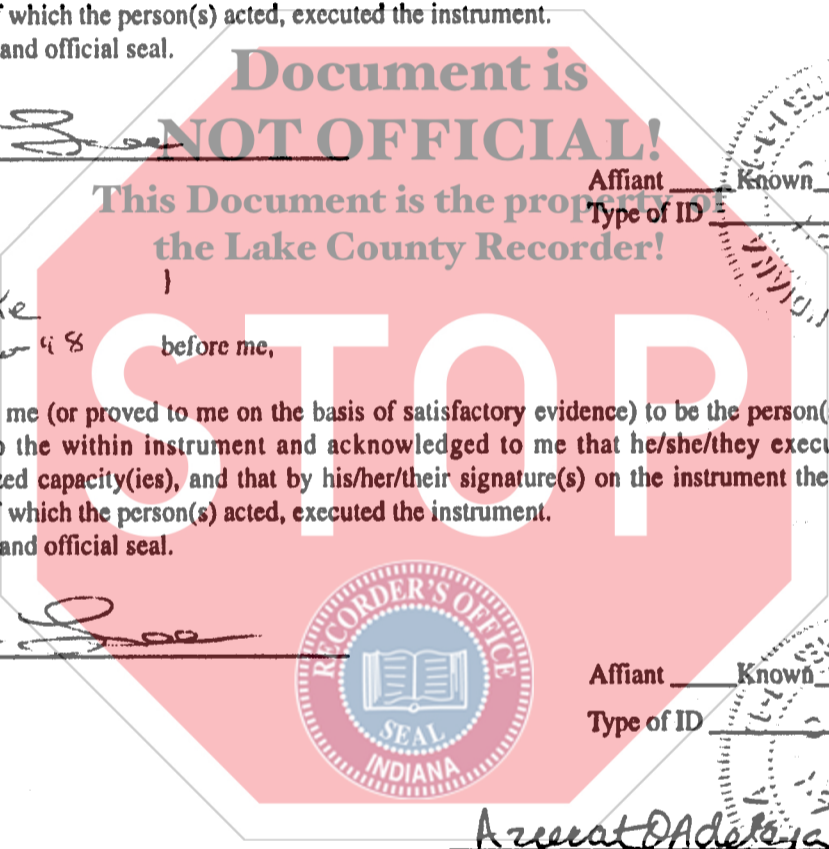 which the person(s) acted, executed the instrument.
and official seal.
Document is
NOT OFFICIAL!
Affiant Known
This Document is the property of
Type of ID
the Lake County Recorder!
STOP
before me,
me (or proved to me on the basis of satisfactory evidence) to be the person(
the within instrument and acknowledged to me that he/she/they execu
zed capacity(ies), and that by his/her/their signature(s) on the instrument the
which the person(s) acted, executed the instrument.
and official seal.
RECORDER'S OFFICE
SEAL
INDIANA
Affiant Known
Type of ID